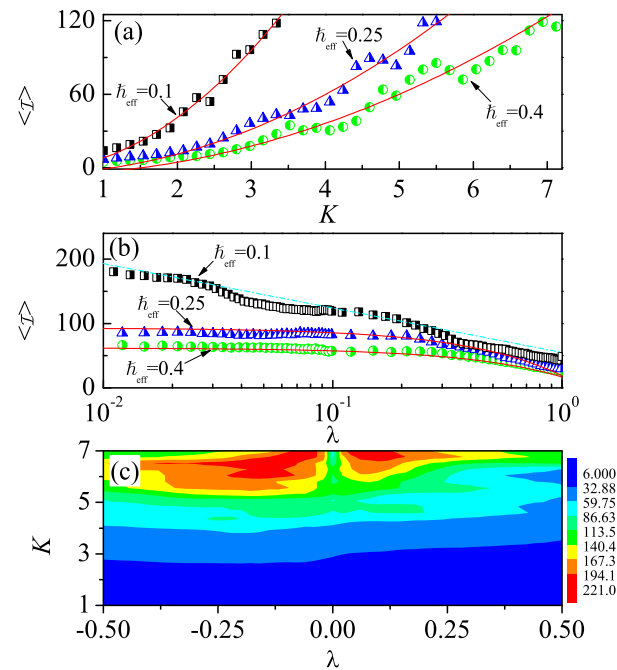 (a)
120
60
0
<I>
ħeff=0.1
ħeff=0.25
ħeff=0.4
1 2 3 4 5 6 7
K
(b)
200
100
0
<I>
ħeff=0.1
ħeff=0.25
ħeff=0.4
10-2 10-1 100
λ
(c)
7
5
3
1
K
-0.50 -0.25 0.00 0.25 0.50
λ
6.000
32.88
59.75
86.63
113.5
140.4
167.3
194.1
221.0